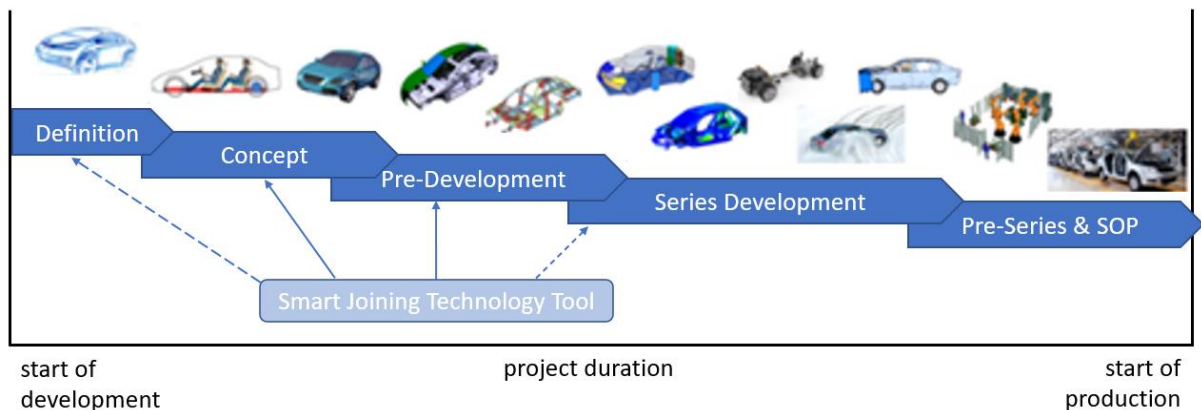 Definition
Concept
Pre-Development
Series Development
Pre-Series & SOP
Smart Joining Technology Tool
start of
development
project duration
start of
production